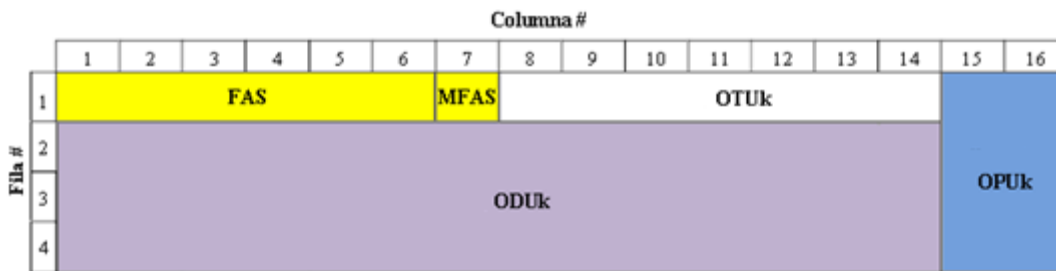 Columna #
1 2 3 4 5 6 7 8 9 10 11 12 13 14 15 16
Fila #
1 FAS MFAS OTUk
2
3 ODUk OPUk
4